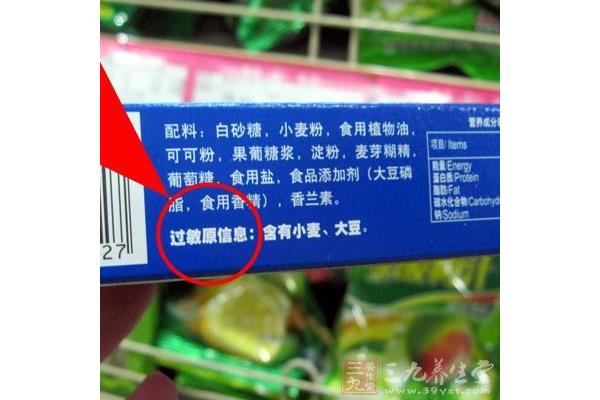 配料：白砂糖，小麦粉，食用植物油，
可可粉，果葡糖浆，淀粉，麦芽糊精，
葡萄糖，食用盐，食品添加剂（大豆磷
脂，食用香精），香兰素。
过敏原信息：含有小麦、大豆。
27
营养成分
项目/ Items
能量/Energy
蛋白质/Protein
脂肪/Fat
碳水化合物/Carbohyd
钠/Sodium
三九养生堂
www.39yst.com